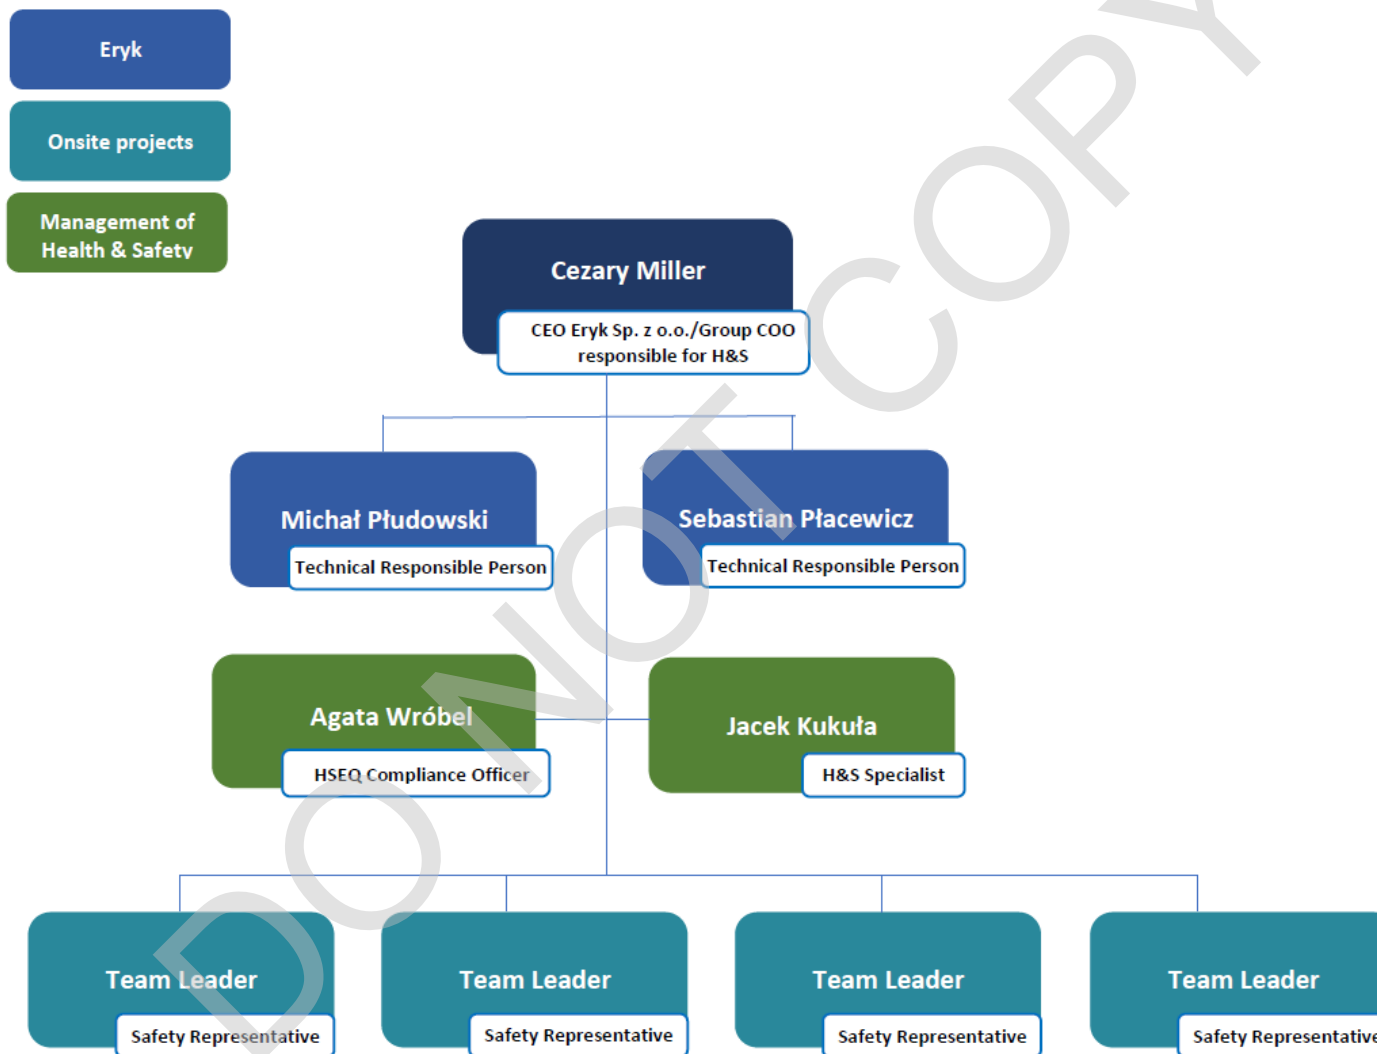 Eryk
Onsite projects
Management of
Health & Safety
Cezary Miller
CEO Eryk Sp. z o.o./Group COO
responsible for H&S
Michał Płudowski
Technical Responsible Person
Sebastian Płacewicz
Technical Responsible Person
Agata Wróbel
HSEQ Compliance Officer
Jacek Kukuła
H&S Specialist
Team Leader
Safety Representative
Team Leader
Safety Representative
Team Leader
Safety Representative
Team Leader
Safety Representative
DO NOT COPY